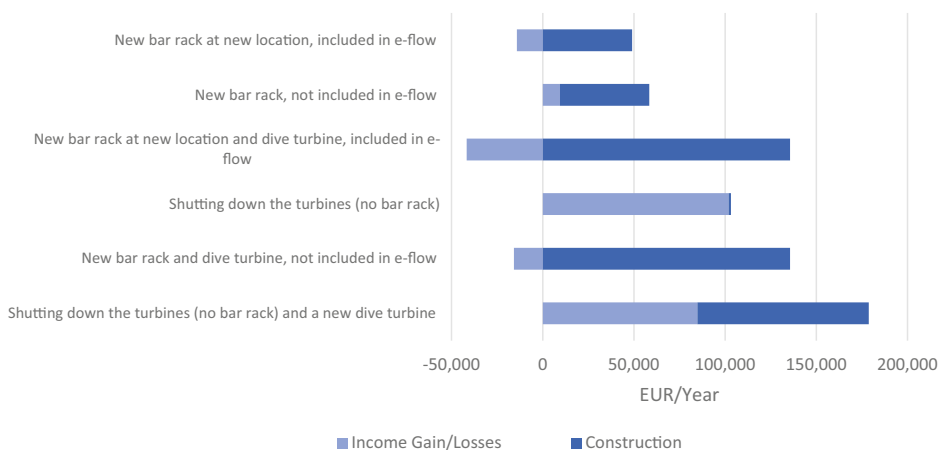 New bar rack at new location, included in e-flow
New bar rack, not included in e-flow
New bar rack at new location and dive turbine, included in e-
flow
Shutting down the turbines (no bar rack)
New bar rack and dive turbine, not included in e-flow
Shutting down the turbines (no bar rack) and a new dive turbine
-50,000 0 50,000 100,000 150,000 200,000
EUR/Year
Income Gain/Losses Construction